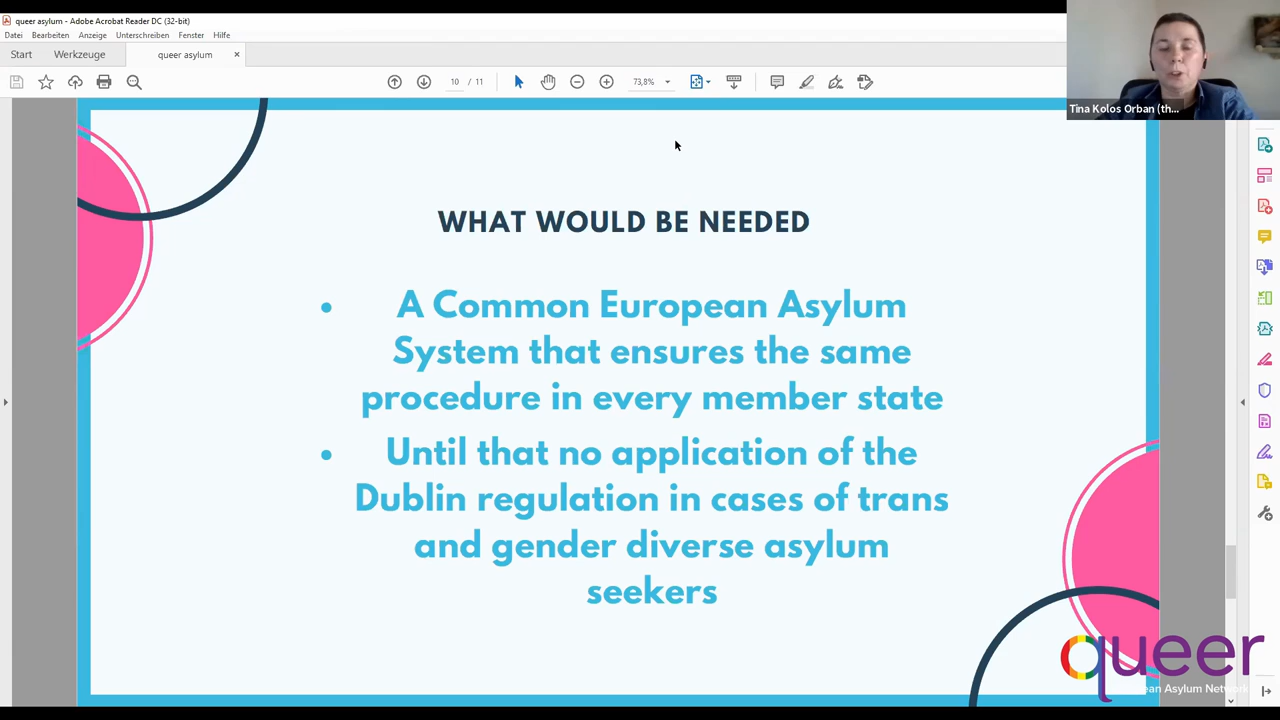 queer asylum - Adobe Acrobat Reader DC (32-bit)
Datei Bearbeiten Anzeige Unterschreiben Fenster Hilfe
Start Werkzeuge queer asylum ×
10 / 11 73,8%
Tina Kolos Orban (th...
WHAT WOULD BE NEEDED
• A Common European Asylum
System that ensures the same
procedure in every member state
• Until that no application of the
Dublin regulation in cases of trans
and gender diverse asylum
seekers
queer
ean Asylum Network